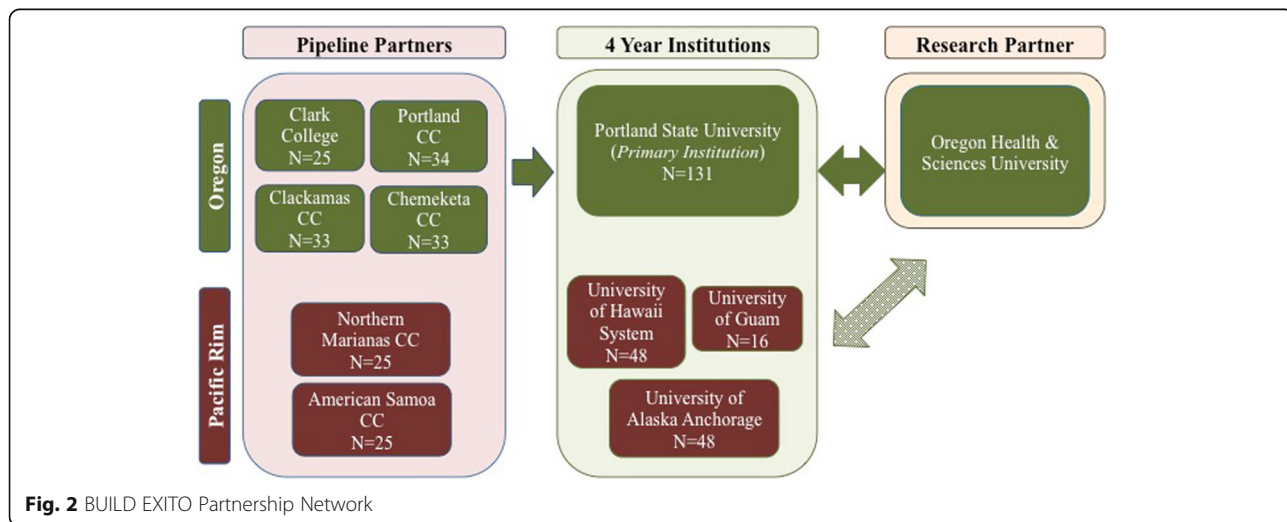 Pipeline Partners
4 Year Institutions
Research Partner
Oregon
Clark
College
N=25
Portland
CC
N=34
Clackamas
CC
N=33
Chemeketa
CC
N=33
Portland State University
(Primary Institution)
N=131
Oregon Health &
Sciences University
Pacific Rim
Northern
Marianas CC
N=25
American Samoa
CC
N=25
University
of Hawaii
System
N=48
University
of Guam
N=16
University of
Alaska Anchorage
N=48
Fig. 2 BUILD EXITO Partnership Network